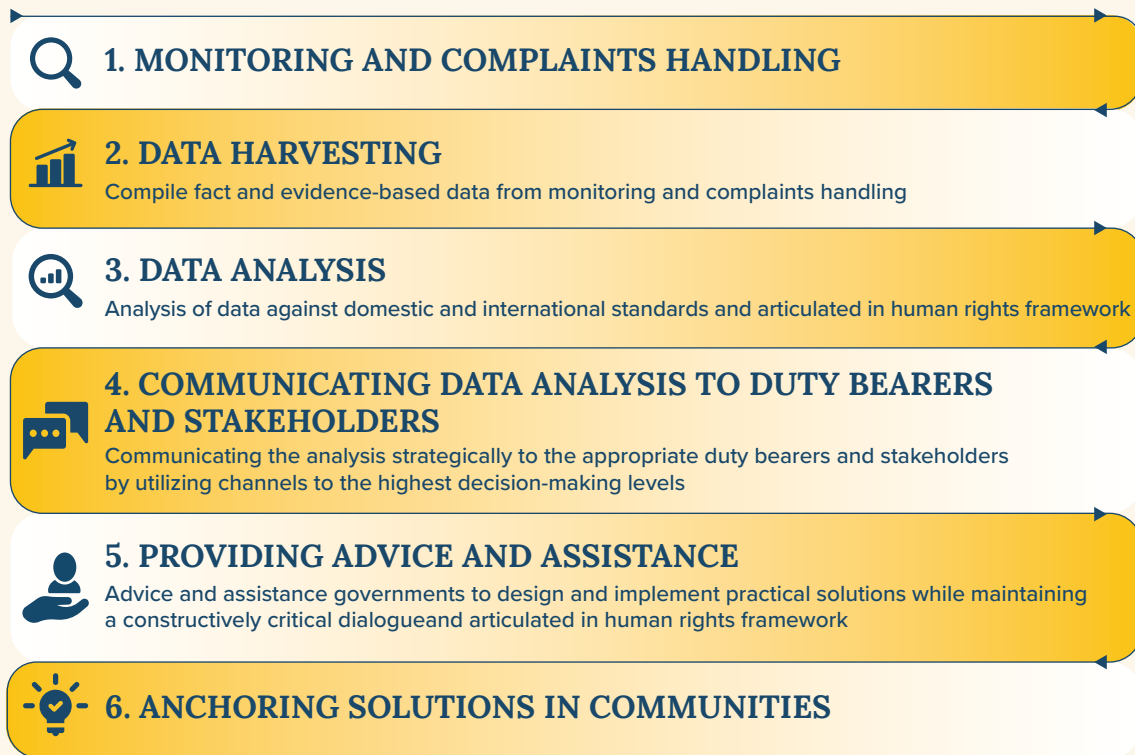 1. MONITORING AND COMPLAINTS HANDLING
2. DATA HARVESTING
Compile fact and evidence-based data from monitoring and complaints handling
3. DATA ANALYSIS
Analysis of data against domestic and international standards and articulated in human rights framework
4. COMMUNICATING DATA ANALYSIS TO DUTY BEARERS
AND STAKEHOLDERS
Communicating the analysis strategically to the appropriate duty bearers and stakeholders
by utilizing channels to the highest decision-making levels
5. PROVIDING ADVICE AND ASSISTANCE
Advice and assistance governments to design and implement practical solutions while maintaining
a constructively critical dialogueand articulated in human rights framework
6. ANCHORING SOLUTIONS IN COMMUNITIES